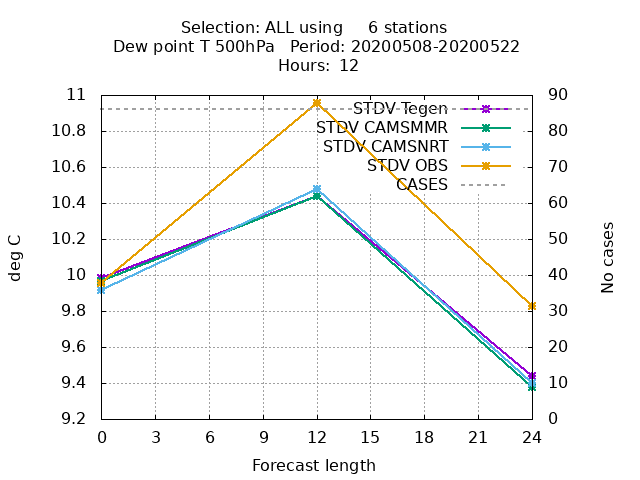 Selection: ALL using     6 stations
Dew point T 500hPa   Period: 20200508-20200522
Hours: 12
11
10.8
10.6
10.4
10.2
10
9.8
9.6
9.4
9.2
90
80
70
60
50
40
30
20
10
0
STDV Tegen
STDV CAMSMMR
STDV CAMSNRT
STDV OBS
CASES
deg C
No cases
0 3 6 9 12 15 18 21 24
Forecast length